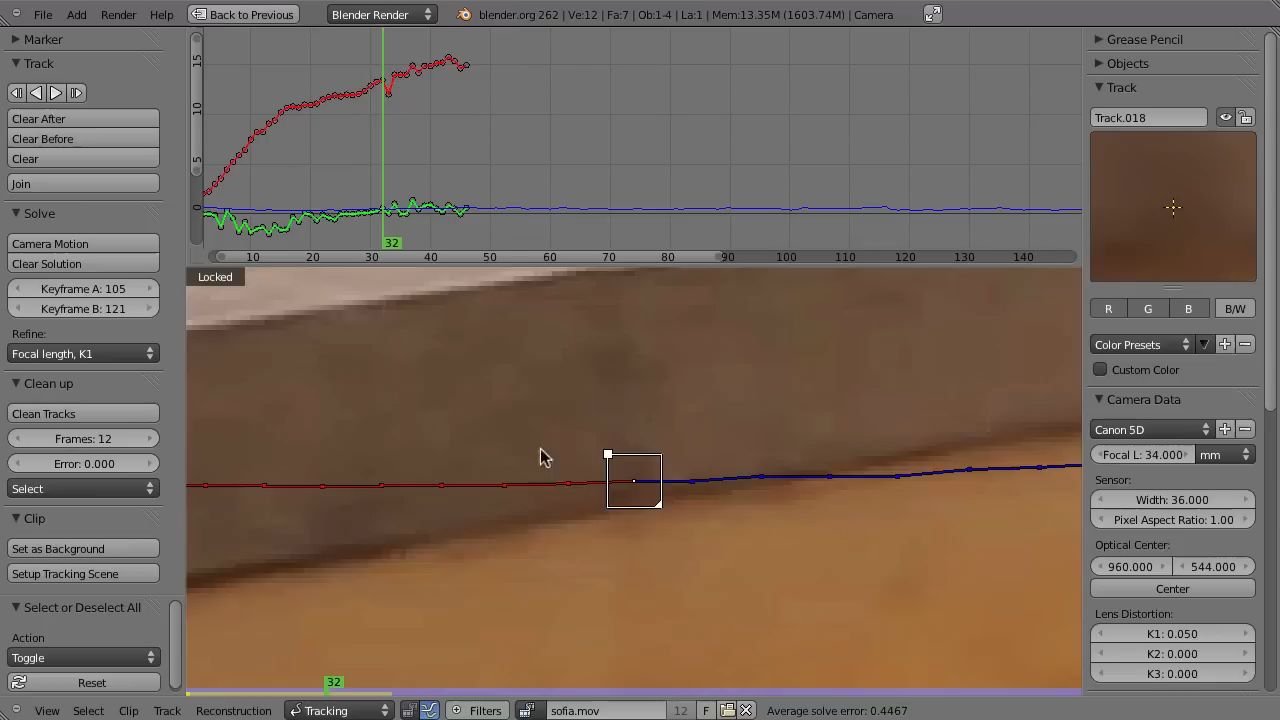 File Add Render Help Back to Previous Blender Render blender.org 262 | Ve:12 | Fa:7 | Ob:1-4 | La:1 | Mem:13.35M (1603.74M) | Camera
Marker
Track
Clear After
Clear Before
Clear
Join
Solve
Camera Motion
Clear Solution
Keyframe A: 105
Keyframe B: 121
Refine:
Focal length, K1
Clean up
Clean Tracks
Frames: 12
Error: 0.000
Select
Clip
Set as Background
Setup Tracking Scene
Select or Deselect All
Action
Toggle
Reset
15
10
5
0
32
10 20 30 40 50 60 70 80 90 100 110 120 130 140
Locked
32
Grease Pencil
Objects
Track
Track.018
R G B B/W
Color Presets
Custom Color
Camera Data
Canon 5D
Focal L: 34.000 mm
Sensor:
Width: 36.000
Pixel Aspect Ratio: 1.00
Optical Center:
960.000 544.000
Center
Lens Distortion:
K1: 0.050
K2: 0.000
K3: 0.000
View Select Clip Track Reconstruction Tracking Filters sofia.mov 12 F Average solve error: 0.4467